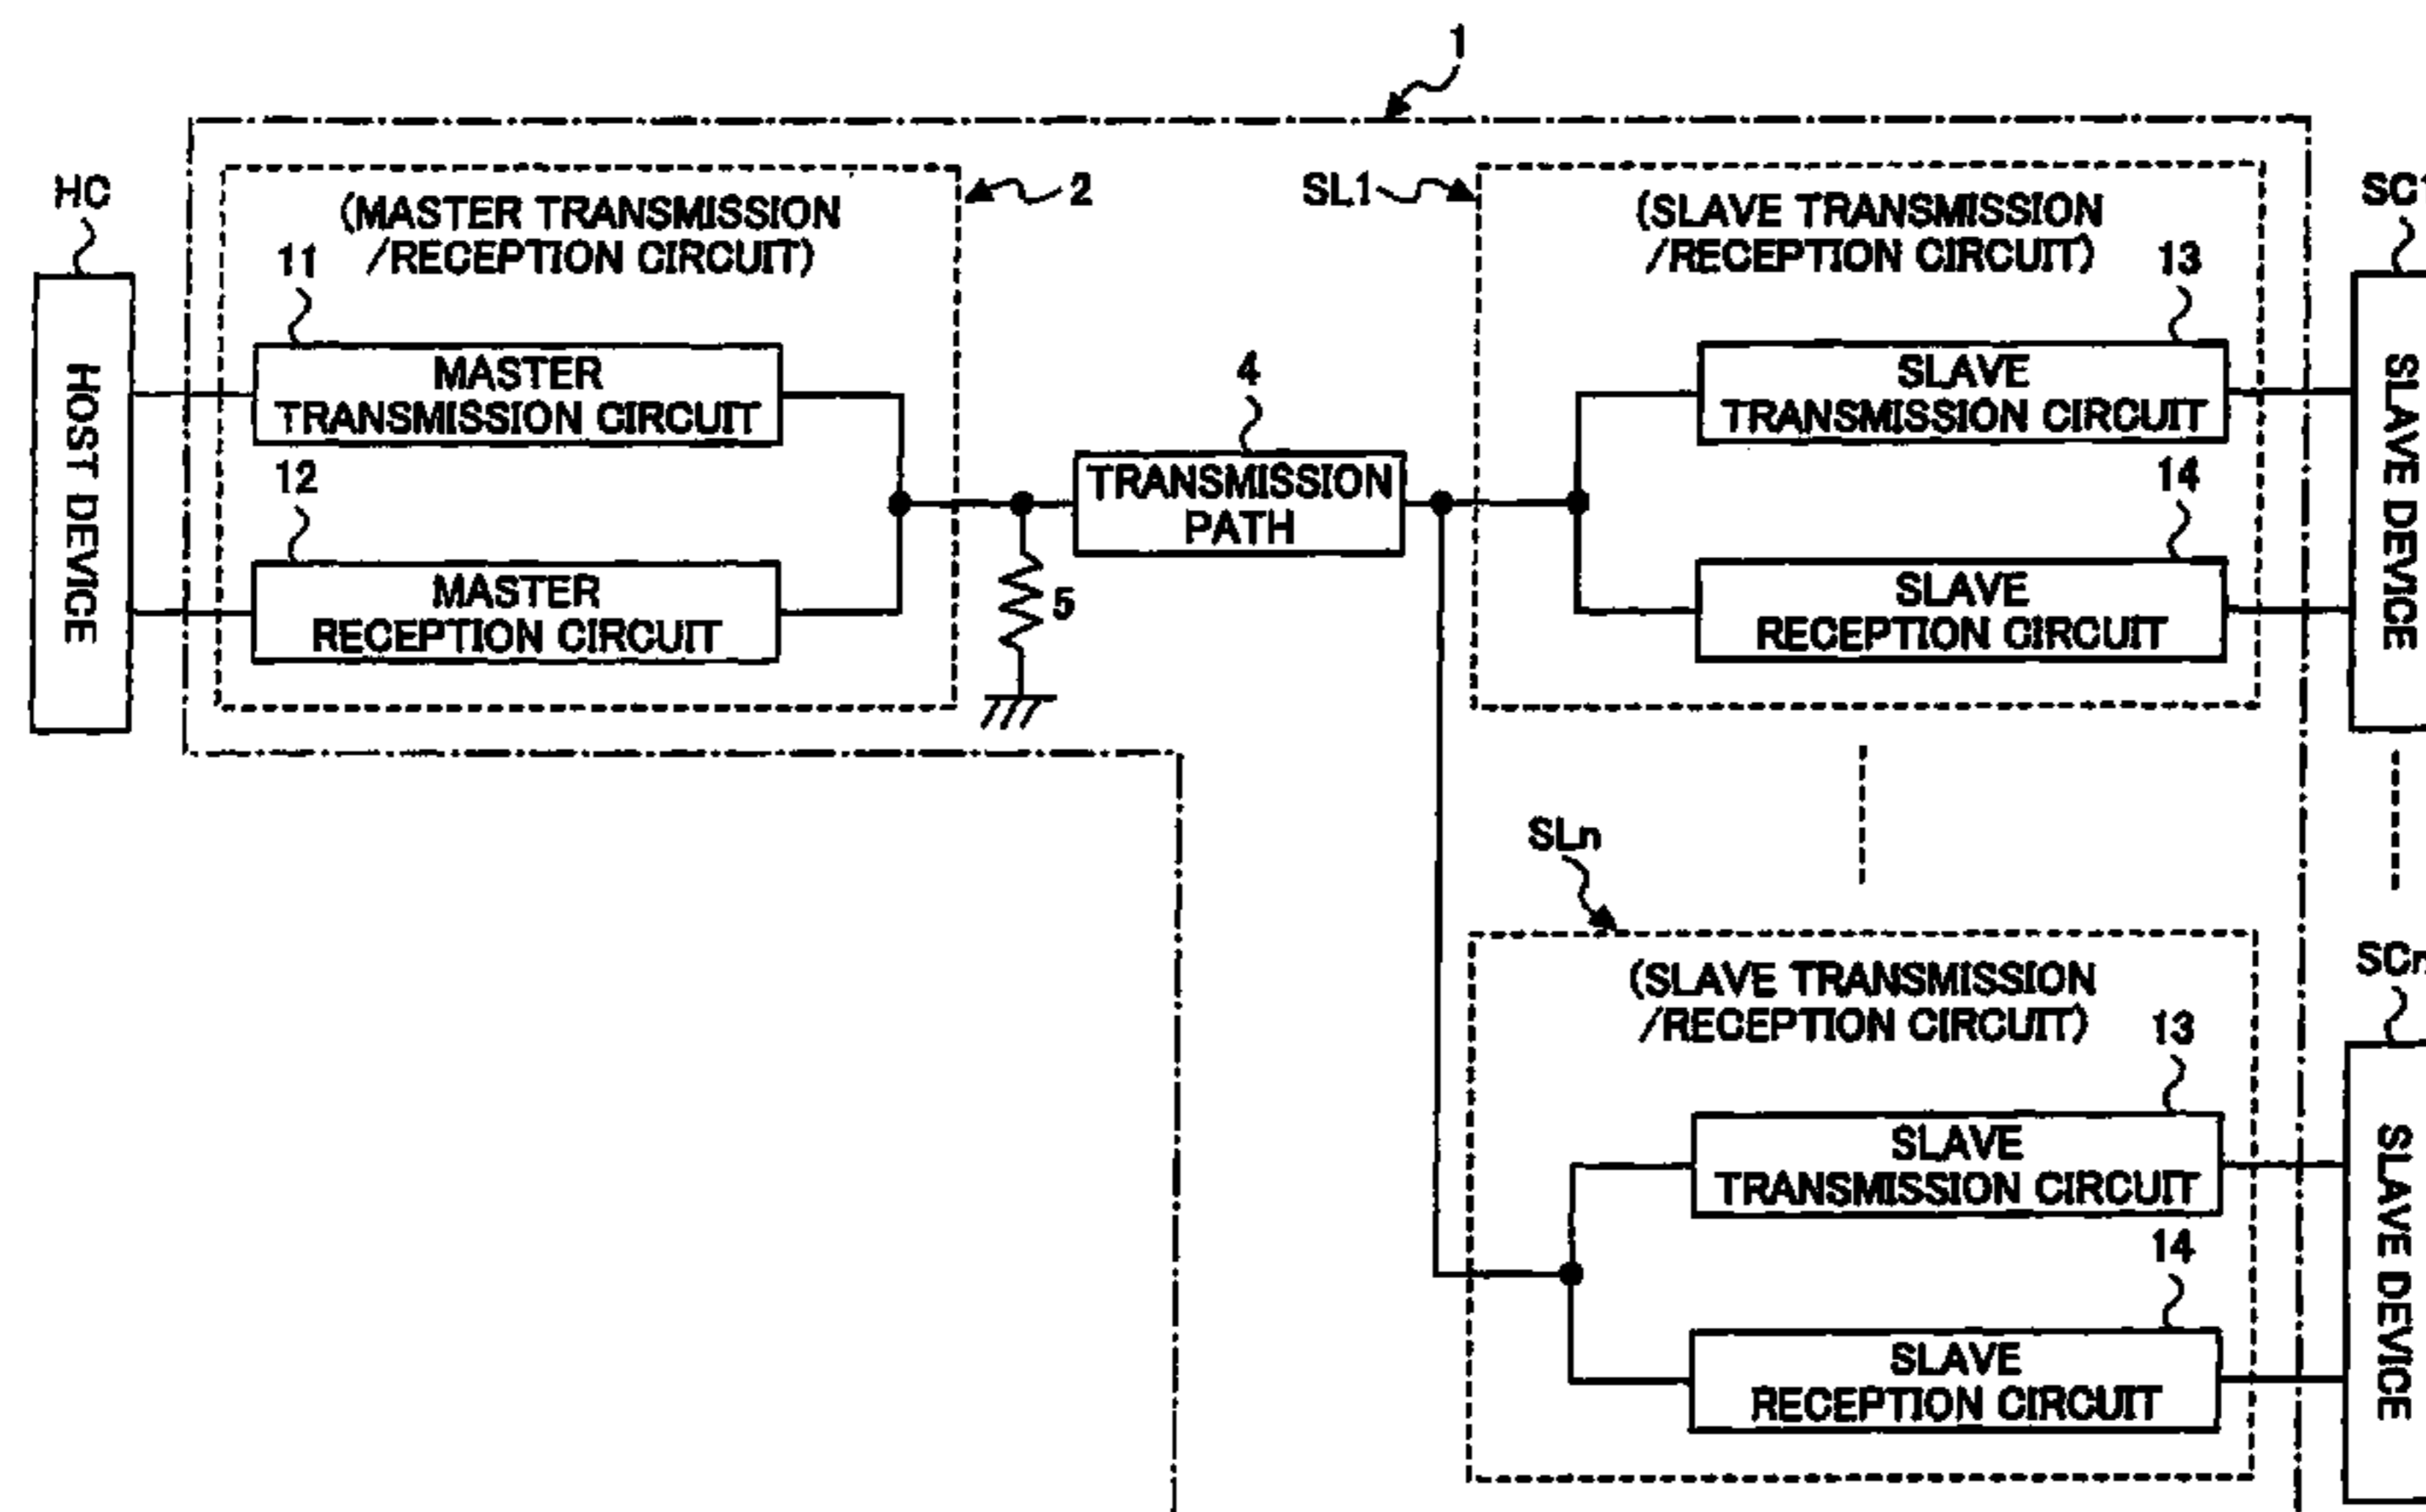 1
HC
2
SL1
SC1
(MASTER TRANSMISSION
/RECEPTION CIRCUIT)
(SLAVE TRANSMISSION
/RECEPTION CIRCUIT)
11
13
HOST DEVICE
MASTER
TRANSMISSION CIRCUIT
4
SLAVE
TRANSMISSION CIRCUIT
SLAVE DEVICE
12
TRANSMISSION
PATH
14
MASTER
RECEPTION CIRCUIT
5
SLAVE
RECEPTION CIRCUIT
SLn
SCn
(SLAVE TRANSMISSION
/RECEPTION CIRCUIT)
13
SLAVE
TRANSMISSION CIRCUIT
SLAVE DEVICE
14
SLAVE
RECEPTION CIRCUIT